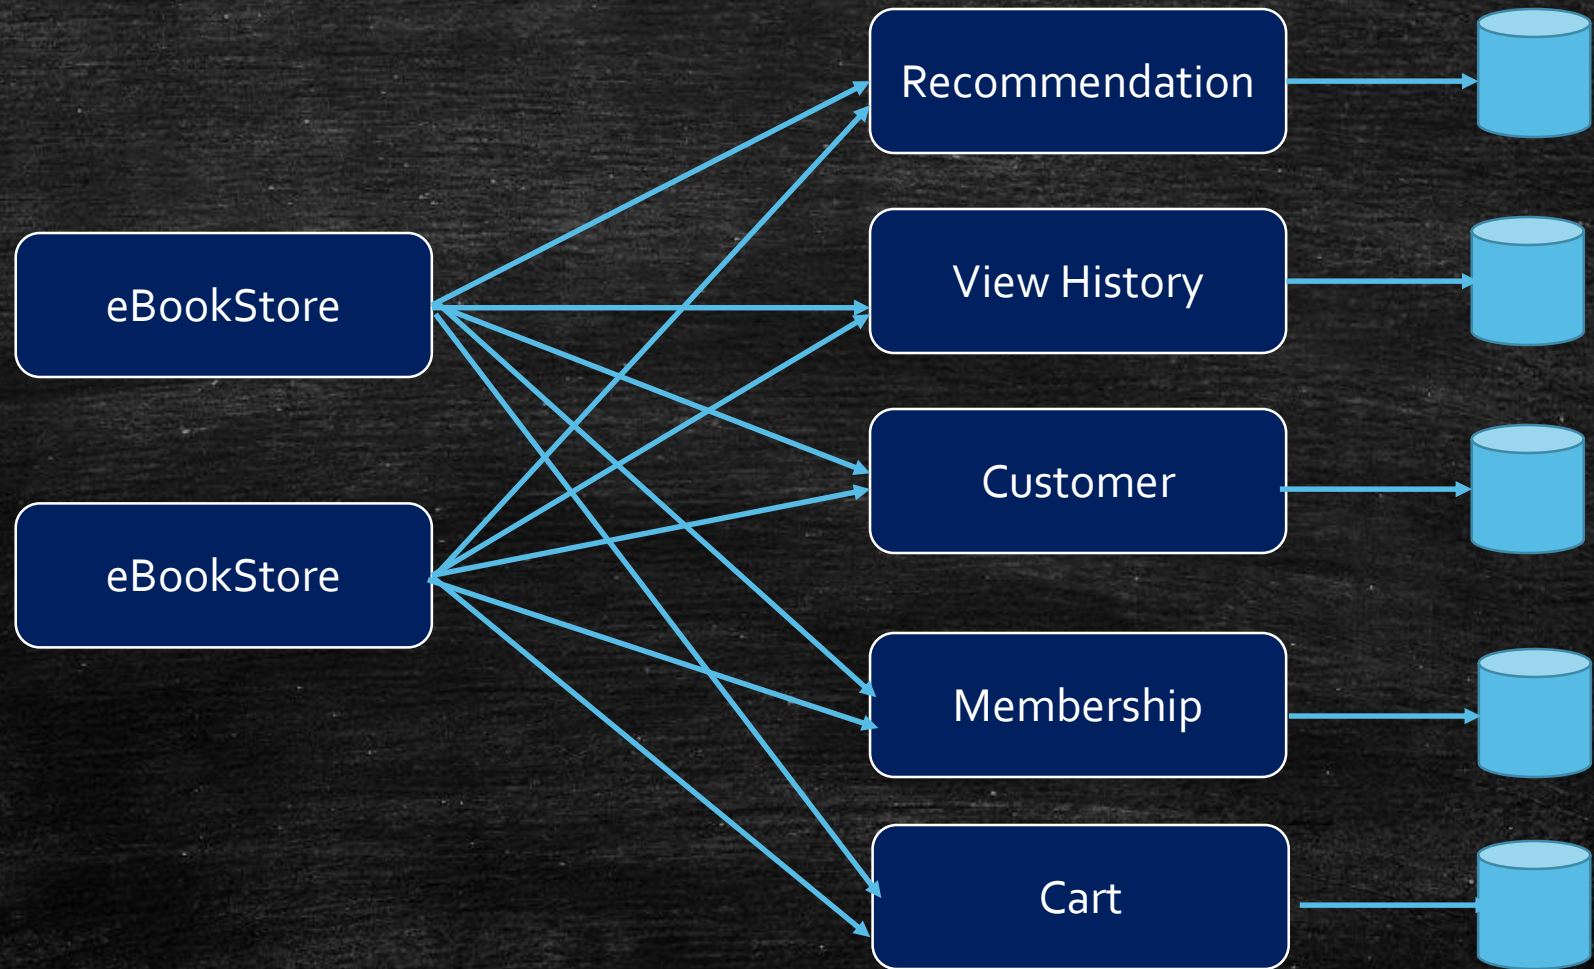 Recommendation
View History
eBookStore
Customer
eBookStore
Membership
Cart